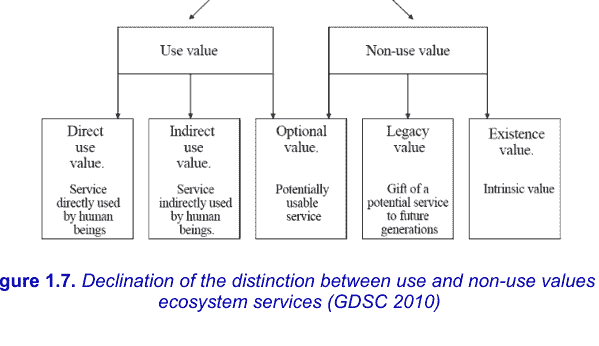 Use value
Non-use value
Direct
use
value.
Service
directly used
by human
beings
Indirect
use
value.
Service
indirectly used
by human
beings.
Optional
value.
Potentially
usable
service
Legacy
value
Gift of a
potential service
to future
generations
Existence
value.
Intrinsic value
gure 1.7. Declination of the distinction between use and non-use values
ecosystem services (GDSC 2010)